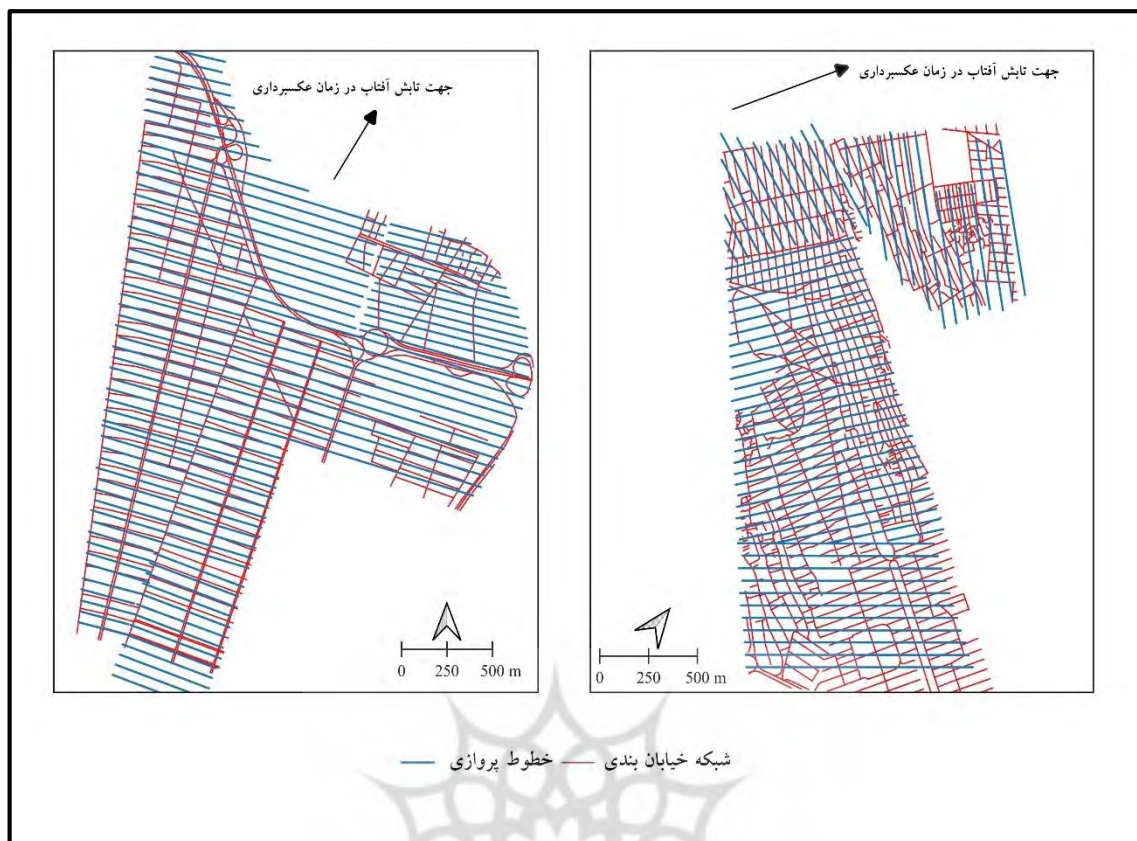 جهت تابش آفتاب در زمان عکسبرداری
جهت تابش آفتاب در زمان عکسبرداری
0 250 500 m
0 250 500 m
شبکه خیابان بندی خطوط پروازی